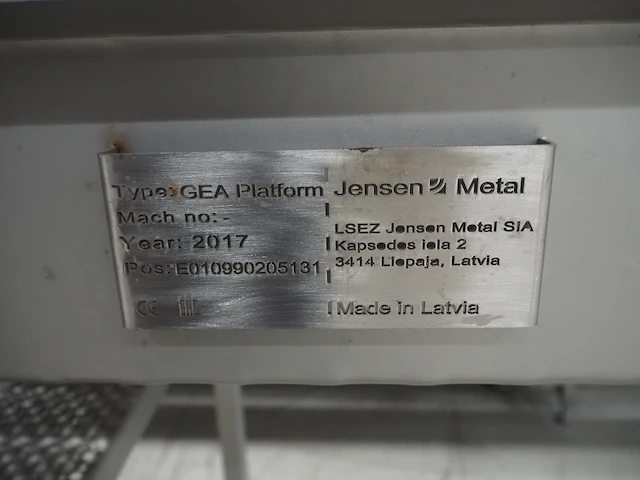 Type: GEA Platform
Mach no: -
Year: 2017
Pos: E010990205131
CE
Jensen Metal
LSEZ Jensen Metal SIA
Kapsedes iela 2
3414 Liepaja, Latvia
Made in Latvia